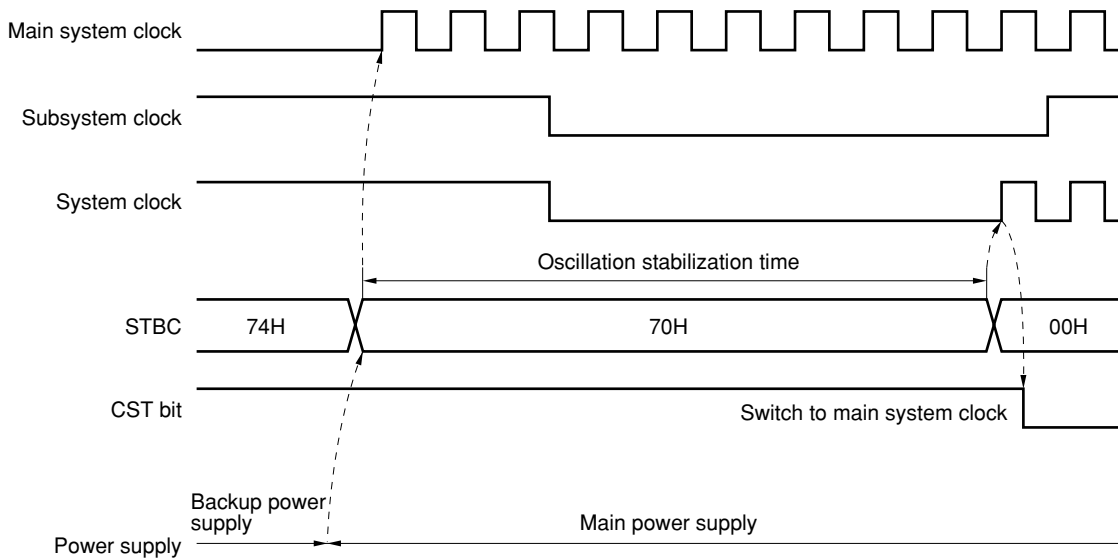 Main system clock
Subsystem clock
System clock
Oscillation stabilization time
STBC
74H
70H
00H
CST bit
Switch to main system clock
Backup power
supply
Main power supply
Power supply